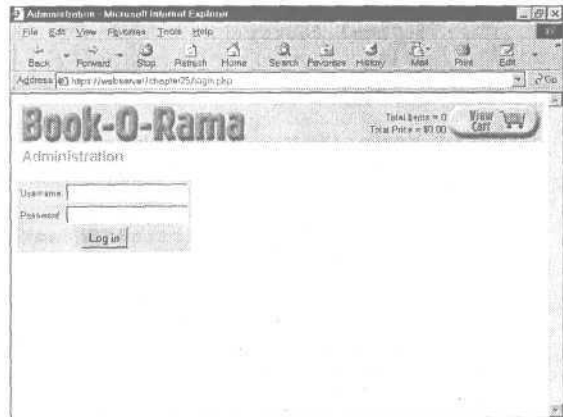 Administration - Microsoft Internet Explorer
File Edit View Favorites Tools Help
Back Forward Stop Refresh Home Search Favorites History Mail Print Edit
Address http://webserver/chapter25/login.php Go
Book-O-Rama
Total Items = 0
Total Price = $0.00
View
Cart
Administration
Username
Password
Log in